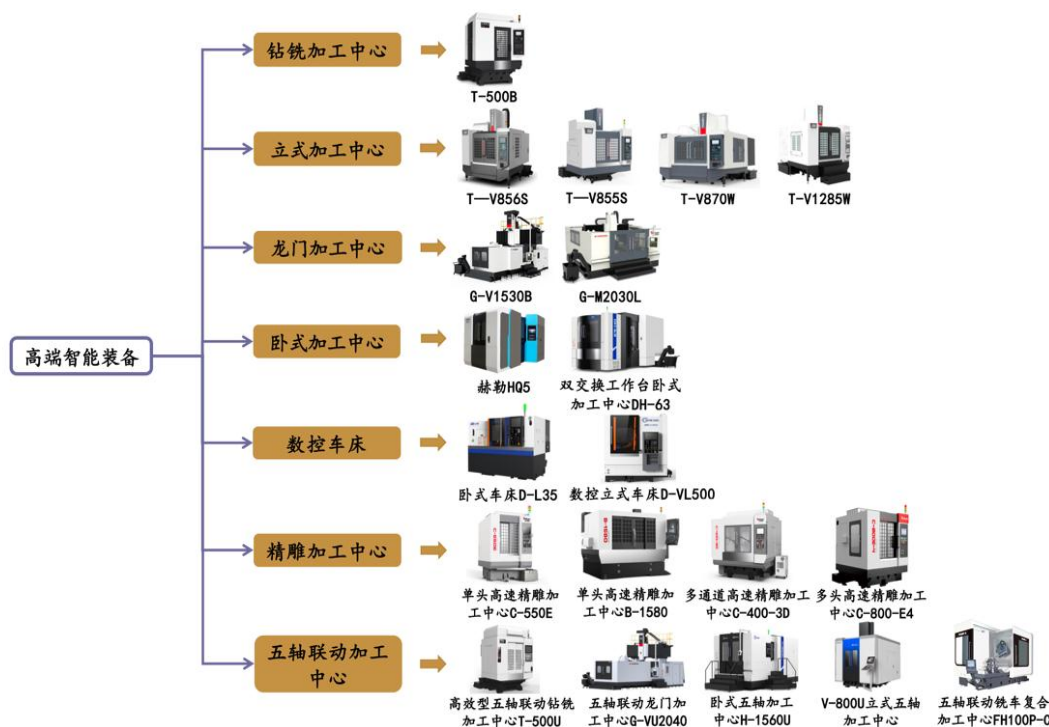 钻铣加工中心
T-500B
立式加工中心
T—V856S
T—V855S
T-V870W
T-V1285W
龙门加工中心
G-V1530B
G-M2030L
高端智能装备
卧式加工中心
赫勒HQ5
双交换工作台卧式
加工中心DH-63
数控车床
卧式车床D-L35
数控立式车床D-VL500
精雕加工中心
单头高速精雕加
工中心C-550E
单头高速精雕加
工中心B-1580
多通道高速精雕加工
中心C-400-3D
多头高速精雕加工
中心C-800-E4
五轴联动加工
中心
高效型五轴联动钻铣
加工中心T-500U
五轴联动龙门加
工中心G-VU2040
卧式五轴加工
中心H-1560U
V-800U立式五轴
加工中心
五轴联动铣车复合
加工中心FH100P-C